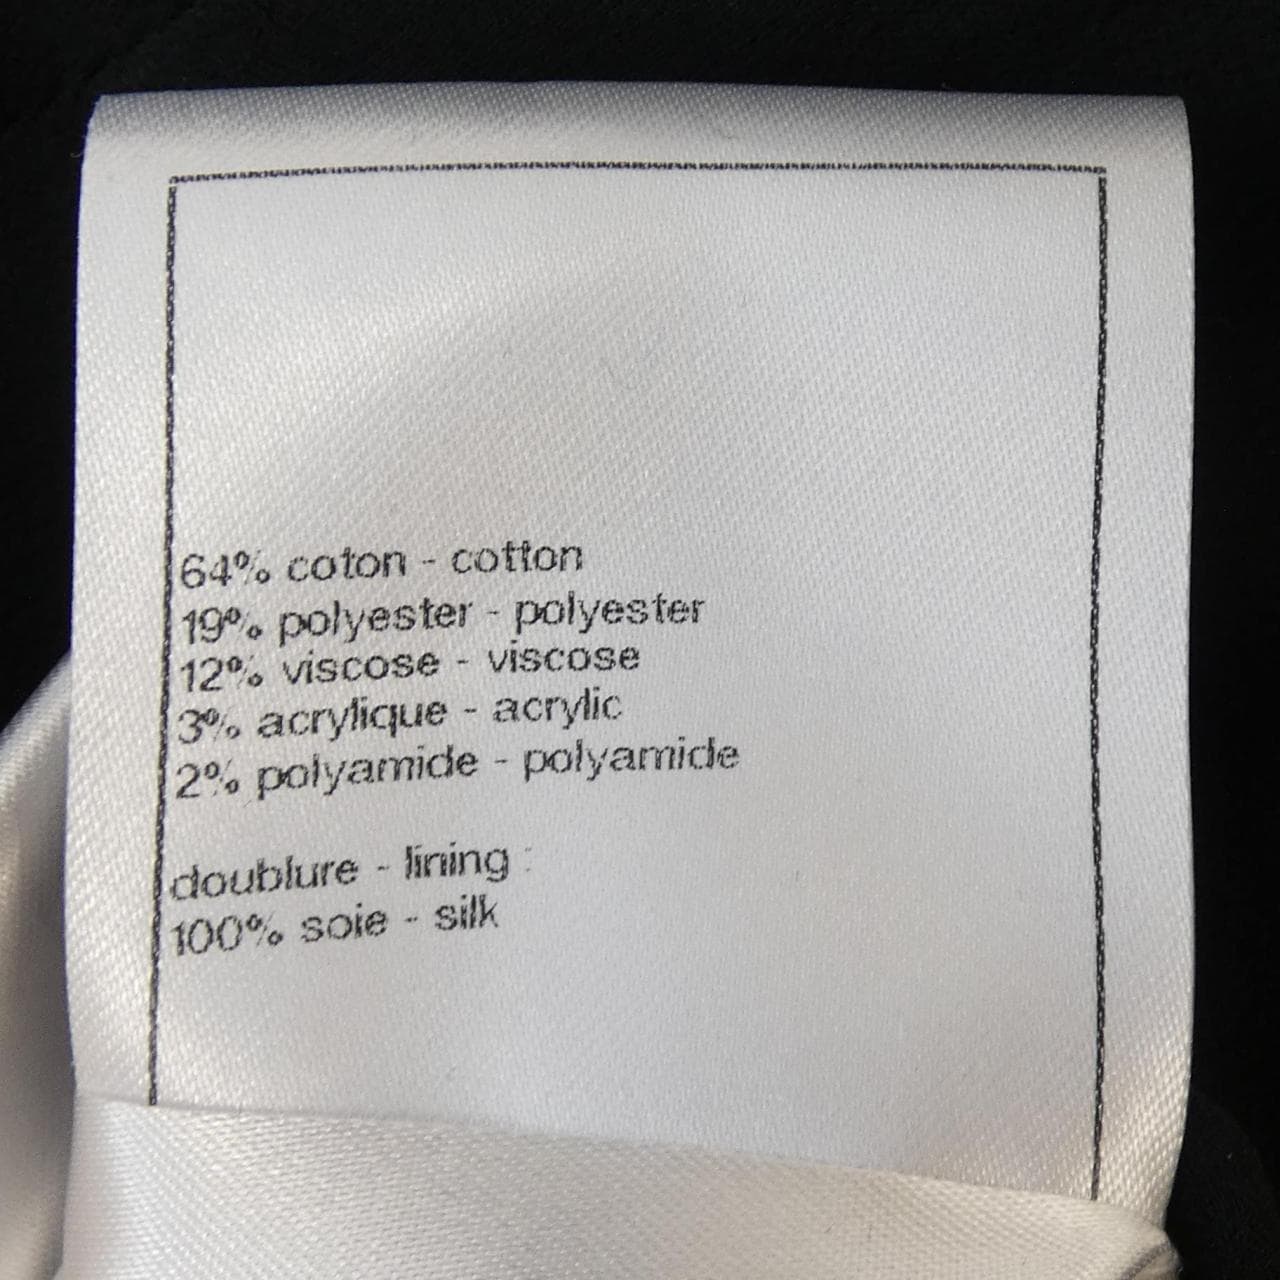 64% coton - cotton
19% polyester - polyester
12% viscose - viscose
3% acrylique - acrylic
2% polyamide - polyamide
doublure - lining :
100% soie - silk